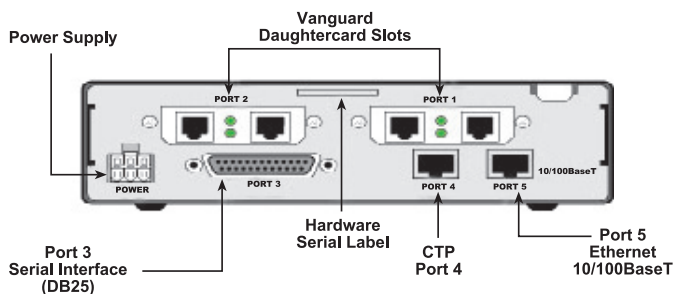 Vanguard
Daughtercard Slots
Power Supply
PORT 2
PORT 1
POWER
PORT 3
PORT 4
PORT 5
10/100BaseT
Hardware
Serial Label
Port 3
Serial Interface
(DB25)
CTP
Port 4
Port 5
Ethernet
10/100BaseT